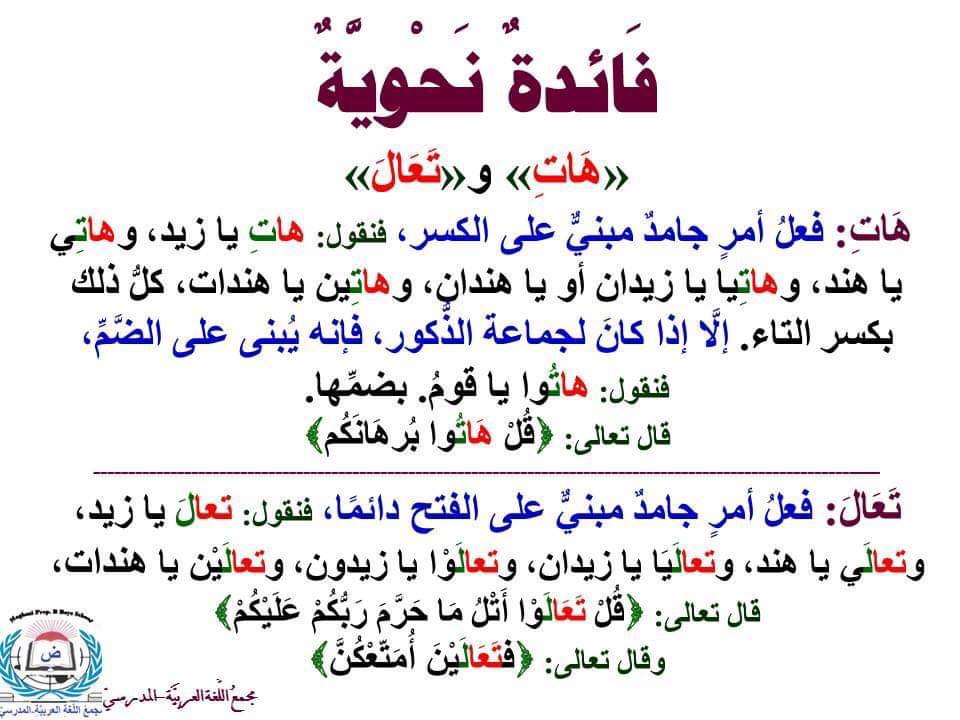 فَائدةٌ نَحْويَّةٌ
«هَاتِ» و«تَعَالَ»
هَاتِ: فعلُ أمرٍ جامدٌ مبنيٌّ على الكسر، فنقول: هاتِ يا زيد، وهاتِي
يا هند، وهاتِيا يا زيدان أو يا هندان، وهاتِين يا هندات، كلُّ ذلك
بكسر التاء. إلَّا إذا كانَ لجماعة الذُّكور، فإنه يُبنى على الضَّمِّ،
فنقول: هاتُوا يا قومُ. بضمِّها.
قال تعالى: ﴿قُلْ هَاتُوا بُرهَانَكُم﴾
تَعَالَ: فعلُ أمرٍ جامدٌ مبنيٌّ على الفتح دائمًا، فنقول: تعالَ يا زيد،
وتعالَي يا هند، وتعالَيَا يا زيدان، وتعالَوْا يا زيدون، وتعالَيْن يا هندات،
قال تعالى: ﴿قُلْ تَعَالَوْا أَتْلُ مَا حَرَّمَ رَبُّكُمْ عَلَيْكُمْ﴾
وقال تعالى: ﴿فَتَعَالَيْنَ أُمَتِّعْكُنَّ﴾
Maghani Prep. B Boys School
ض
مجمعُ اللّغة العربيّة-المدرسيّ
مجمعُ اللّغة العربيَّة-المدرسيّ